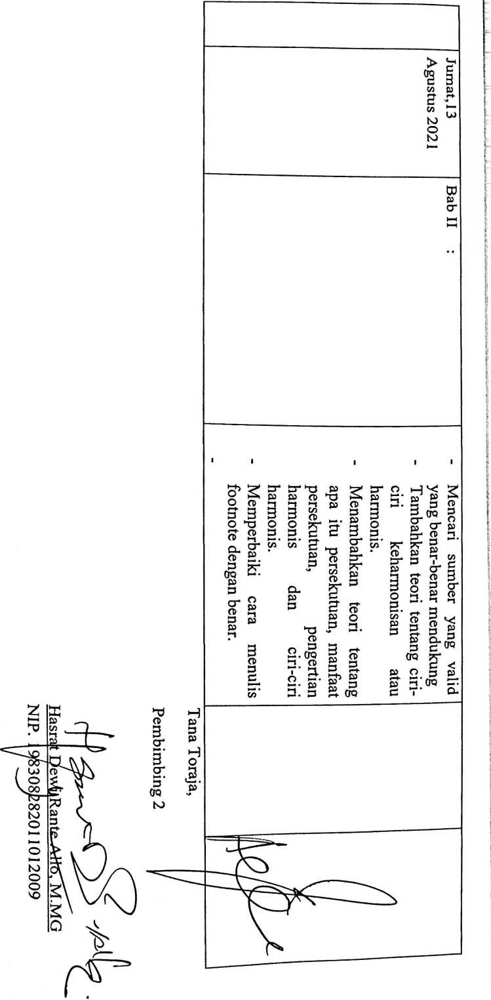 Jumat,13
Agustus 2021
Bab II :
- Mencari sumber yang valid
yang benar-benar mendukung
- Tambahkan teori tentang ciri-
ciri keharmonisan atau
harmonis.
- Menambahkan teori tentang
apa itu persekutuan, manfaat
persekutuan, pengertian
harmonis dan ciri-ciri
harmonis.
- Memperbaiki cara menulis
footnote dengan benar.
-
Tana Toraja,
Pembimbing 2
Hasrat Dewy Rante Allo, M.MG
NIP. 198308282011012009